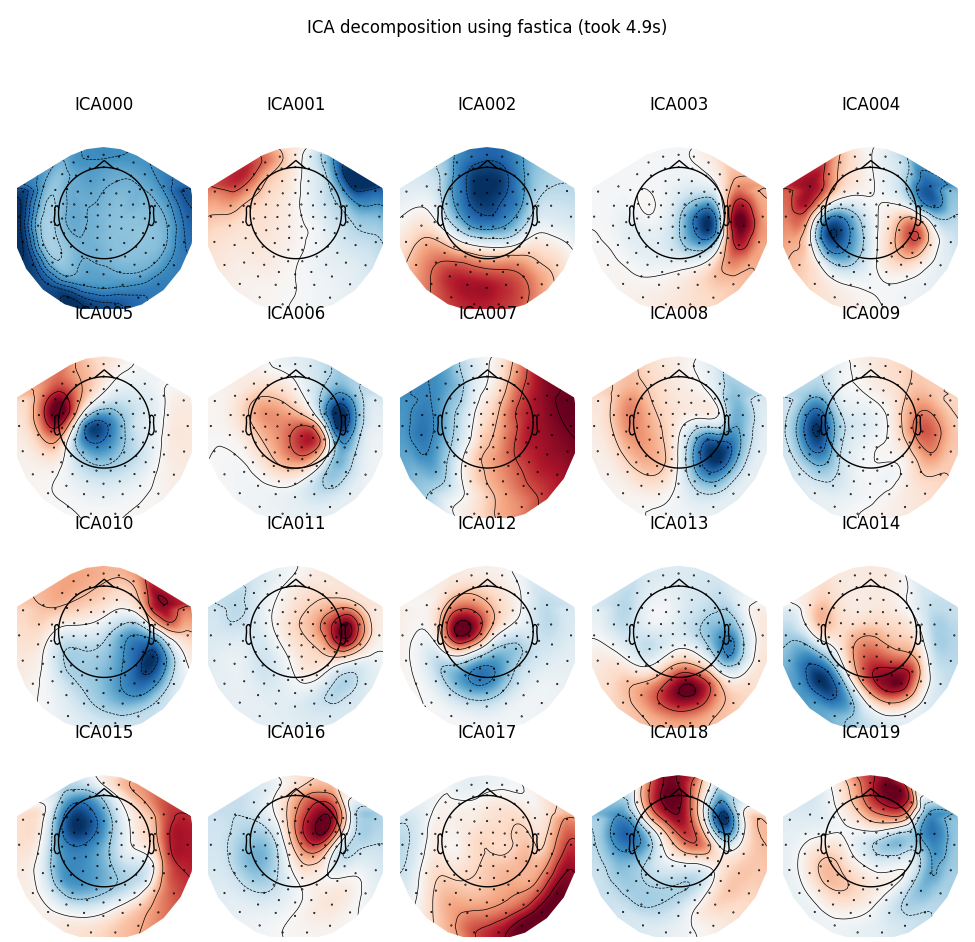 ICA decomposition using fastica (took 4.9s)
ICA000 ICA001 ICA002 ICA003 ICA004
ICA005 ICA006 ICA007 ICA008 ICA009
ICA010 ICA011 ICA012 ICA013 ICA014
ICA015 ICA016 ICA017 ICA018 ICA019